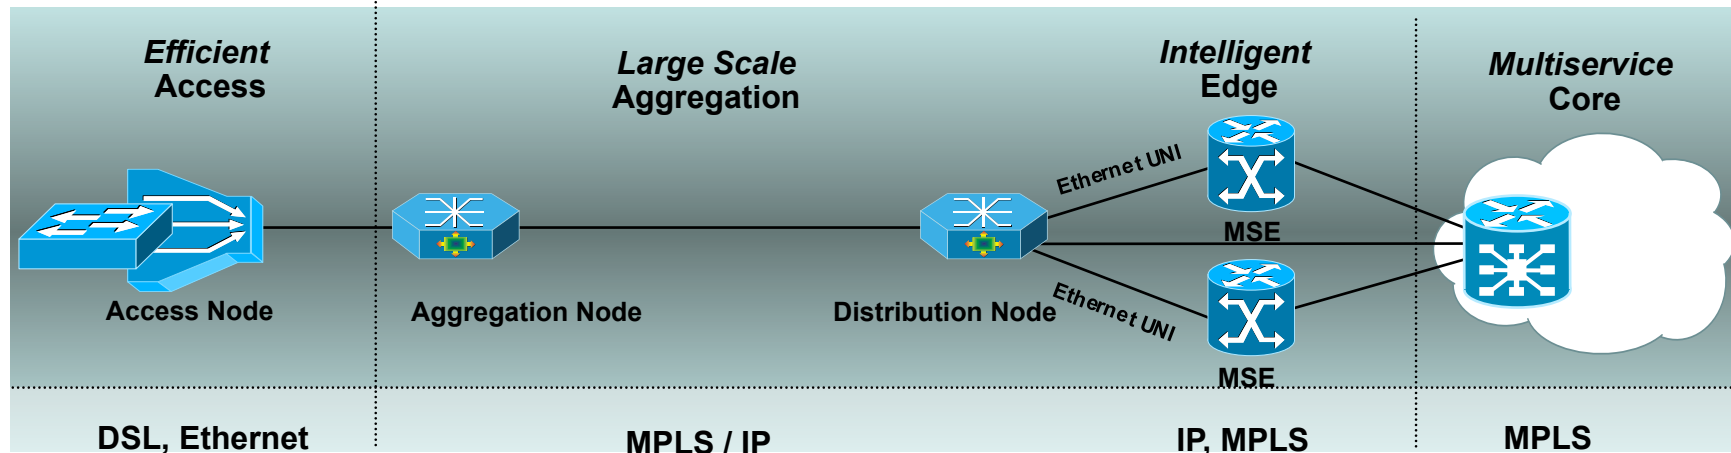 Efficient
Access
Large Scale
Aggregation
Intelligent
Edge
Multiservice
Core
Ethernet UNI
MSE
Access Node
Aggregation Node
Distribution Node
Ethernet UNI
MSE
DSL, Ethernet
MPLS / IP
IP, MPLS
MPLS